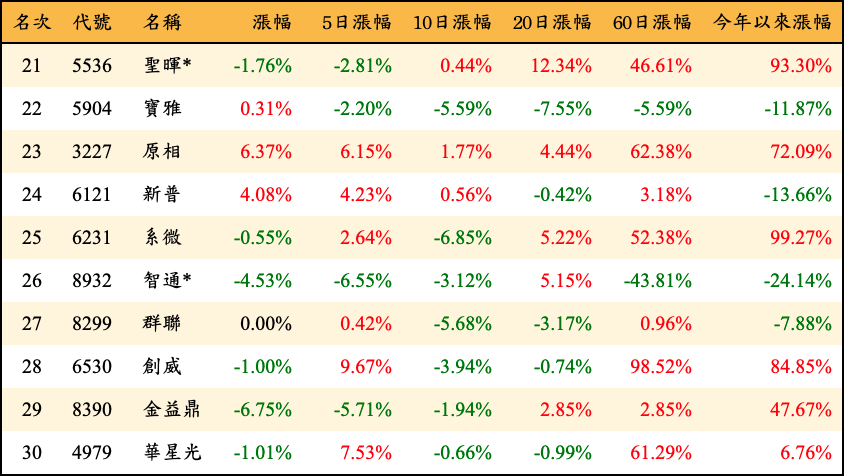 名次 代號 名稱 漲幅 5日漲幅 10日漲幅 20日漲幅 60日漲幅 今年以來漲幅
21 5536 聖暉* -1.76% -2.81% 0.44% 12.34% 46.61% 93.30%
22 5904 寶雅 0.31% -2.20% -5.59% -7.55% -5.59% -11.87%
23 3227 原相 6.37% 6.15% 1.77% 4.44% 62.38% 72.09%
24 6121 新普 4.08% 4.23% 0.56% -0.42% 3.18% -13.66%
25 6231 系微 -0.55% 2.64% -6.85% 5.22% 52.38% 99.27%
26 8932 智通* -4.53% -6.55% -3.12% 5.15% -43.81% -24.14%
27 8299 群聯 0.00% 0.42% -5.68% -3.17% 0.96% -7.88%
28 6530 創威 -1.00% 9.67% -3.94% -0.74% 98.52% 84.85%
29 8390 金益鼎 -6.75% -5.71% -1.94% 2.85% 2.85% 47.67%
30 4979 華星光 -1.01% 7.53% -0.66% -0.99% 61.29% 6.76%